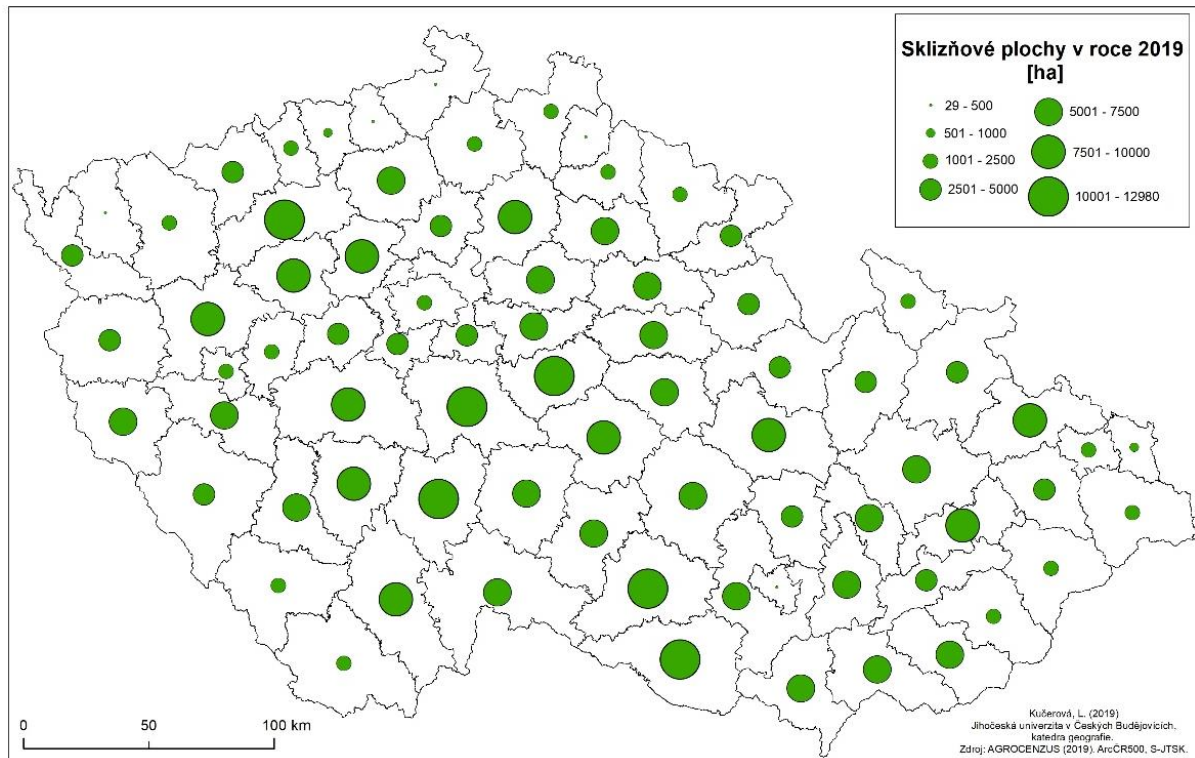 Sklizňové plochy v roce 2019
[ha]
29 - 500
501 - 1000
1001 - 2500
2501 - 5000
5001 - 7500
7501 - 10000
10001 - 12980
0 50 100 km
Kučerová, L. (2019)
Jihočeská univerzita v Českých Budějovicích,
katedra geografie.
Zdroj: AGROCENZUS (2019). ArcČR500, S-JTSK.